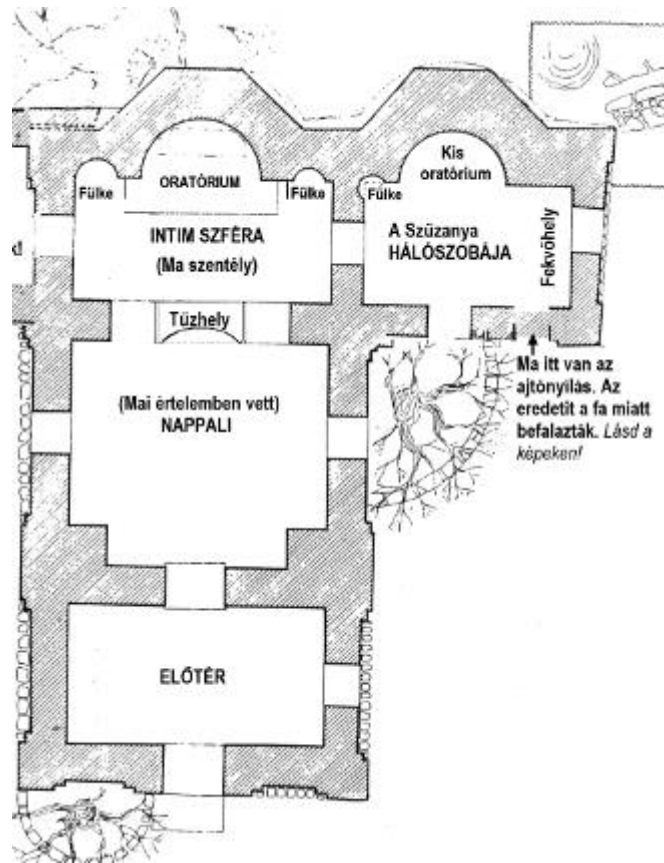 Kis
oratórium
ORATÓRIUM
Fülke
Fülke
Fülke
INTIM SZFÉRA
(Ma szentély)
A Szűzanya
HÁLÓSZOBÁJA
Fekvőhely
k!
Tűzhely
Ma itt van az
ajtónyílás. Az
eredetit a fa miatt
befalazták. Lásd a
képeken!
(Mai értelemben vett)
NAPPALI
ELŐTÉR